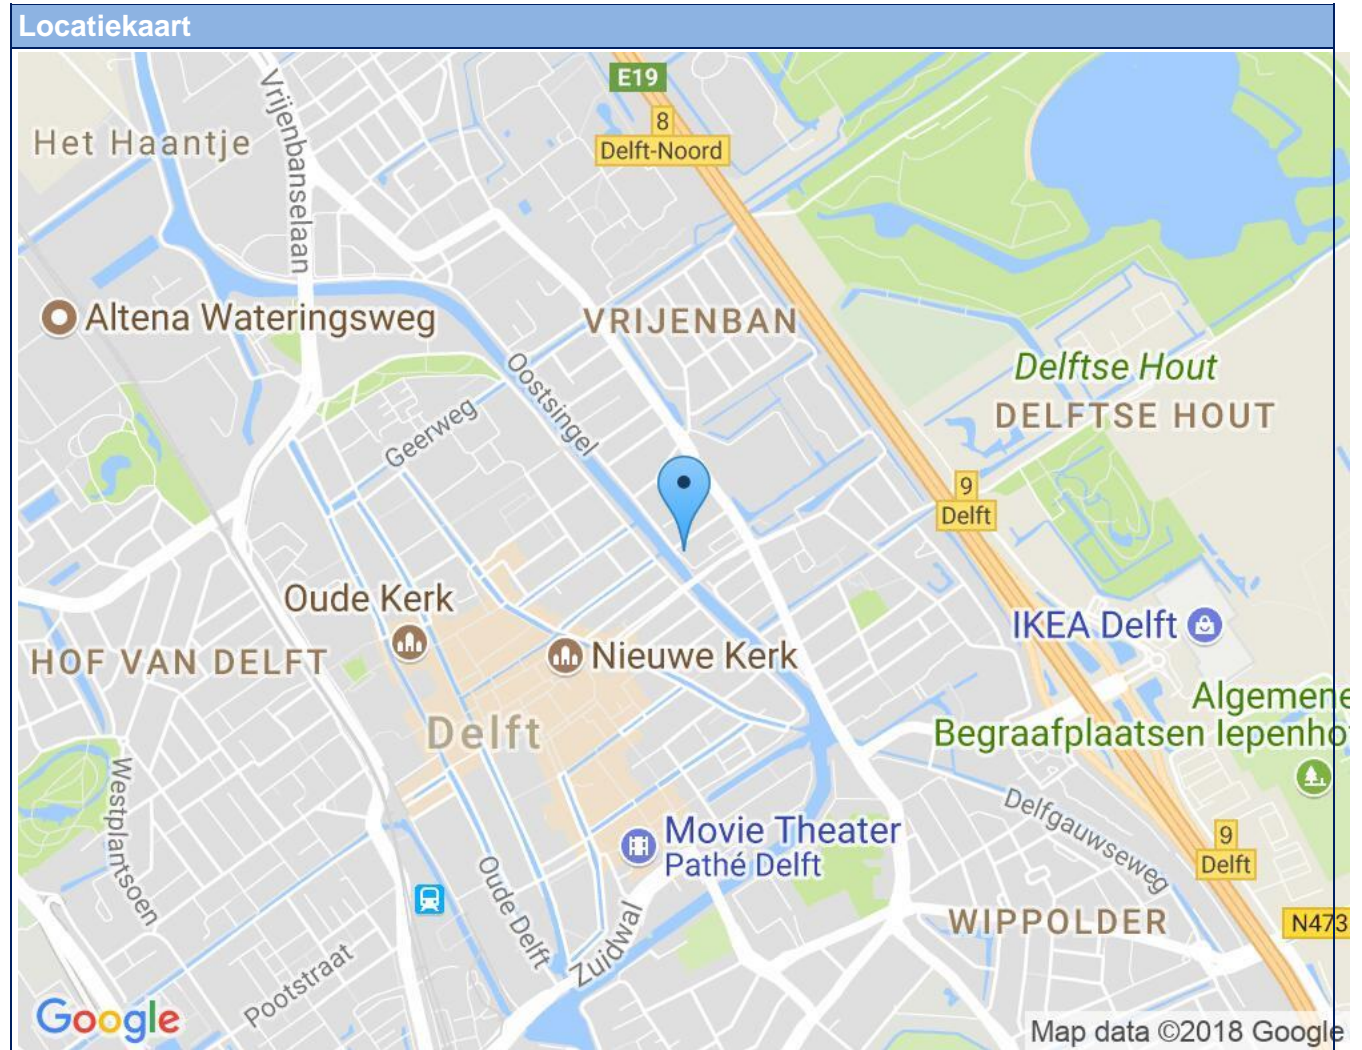 Locatiekaart
E19
8
Delft-Noord
Vrijenbanselaan
Het Haantje
Altena Wateringsweg
VRIJENBAN
Delftse Hout
DELFTSE HOUT
Oostsingel
Geerweg
9
Delft
Oude Kerk
IKEA Delft
HOF VAN DELFT
Nieuwe Kerk
Algemene
Begraafplaatsen Iepenho
Delft
Westplantsoen
Delfgauwseweg
Movie Theater
Pathé Delft
9
Delft
Oude Delft
Zuidwal
WIPPOLDER
N473
Pootstraat
Google
Map data ©2018 Google